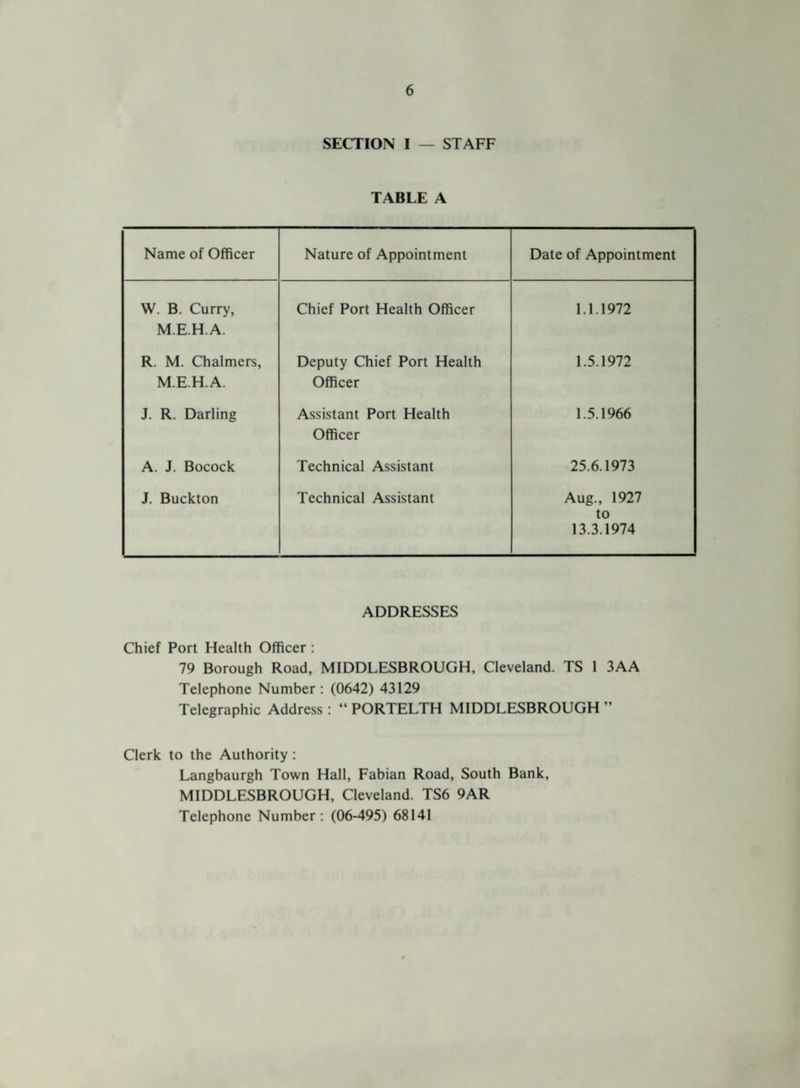 6
SECTION I — STAFF
TABLE A
Name of Officer Nature of Appointment Date of Appointment
W. B. Curry, Chief Port Health Officer 1.1.1972
M.E.H.A.
R. M. Chalmers, Deputy Chief Port Health 1.5.1972
M.E.H.A. Officer
J. R. Darling Assistant Port Health 1.5.1966
Officer
A. J. Bocock Technical Assistant 25.6.1973
J. Buckton Technical Assistant Aug., 1927
to
13.3.1974
ADDRESSES
Chief Port Health Officer :
79 Borough Road, MIDDLESBROUGH, Cleveland. TS 1 3AA
Telephone Number : (0642) 43129
Telegraphic Address : “ PORTELTH MIDDLESBROUGH ”
Clerk to the Authority :
Langbaurgh Town Hall, Fabian Road, South Bank,
MIDDLESBROUGH, Cleveland. TS6 9AR
Telephone Number : (06-495) 68141